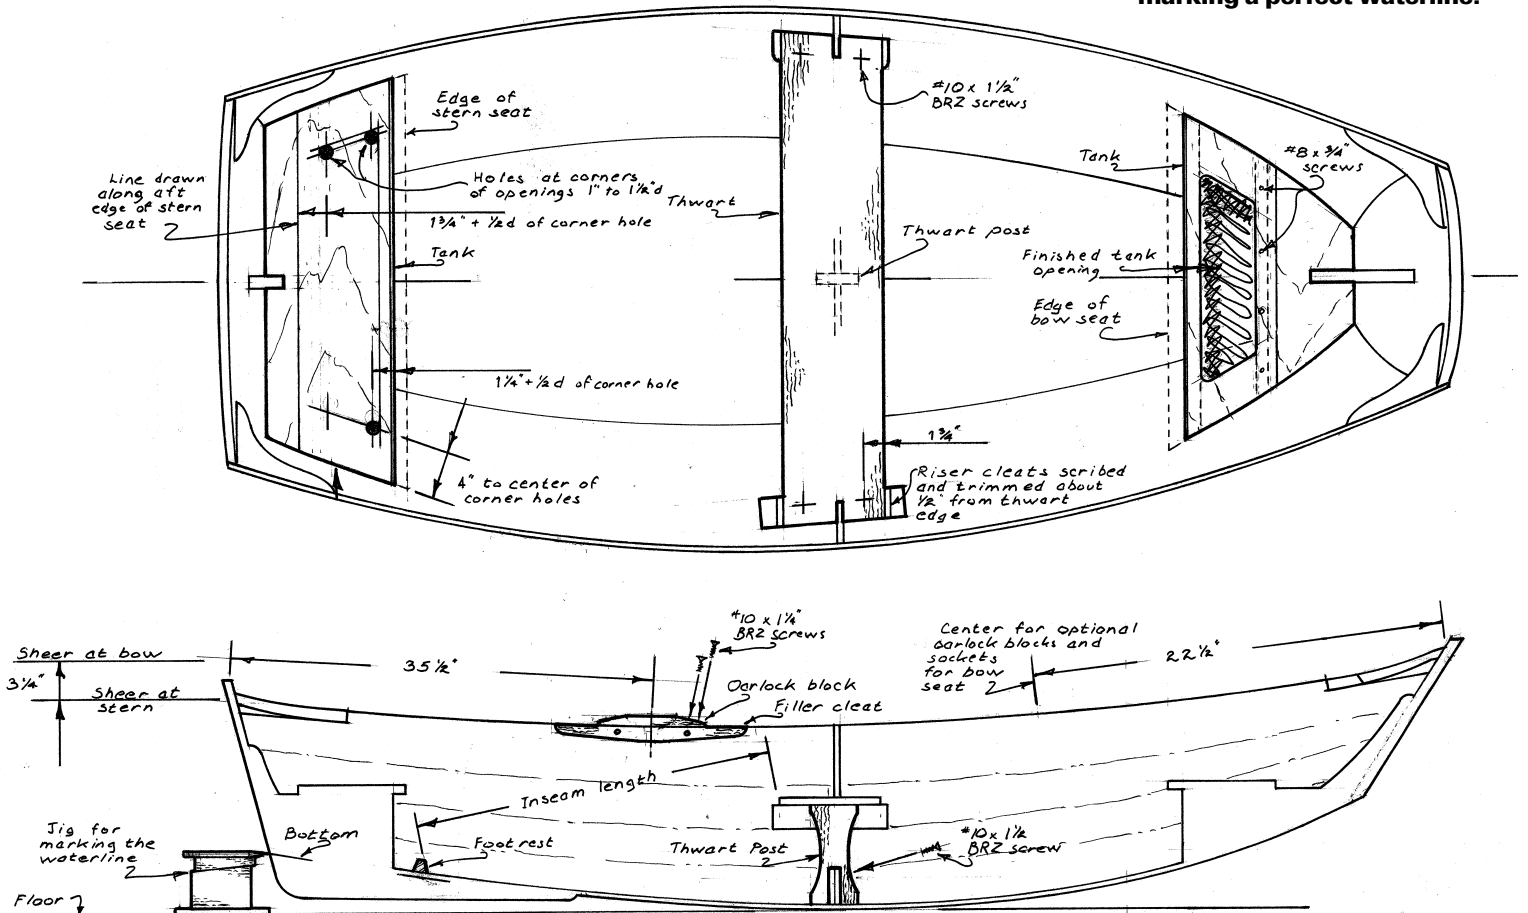 marking a perfect waterline.
Edge of
stern seat
#10 x 1½"
BRZ screws
Line drawn
along aft
edge of stern
seat
Holes at corners
of openings 1" to 1½"d
1¾" + ½d of corner hole
Thwart
Tank
Thwart post
Tank
#8 x ¾"
screws
Finished tank
opening
Edge of
bow seat
1¼" + ½d of corner hole
4" to center of
corner holes
1¾"
Riser cleats scribed
and trimmed about
½" from thwart
edge
Sheer at bow
3¼"
Sheer at
stern
35½"
#10 x 1¼"
BRZ screws
Oarlock block
Filler cleat
Center for optional
oarlock blocks and
sockets
for bow
seat
22½"
Inseam length
Jig for
marking the
waterline
Bottom
Foot rest
Thwart Post
#10 x 1½
BRZ screw
Floor